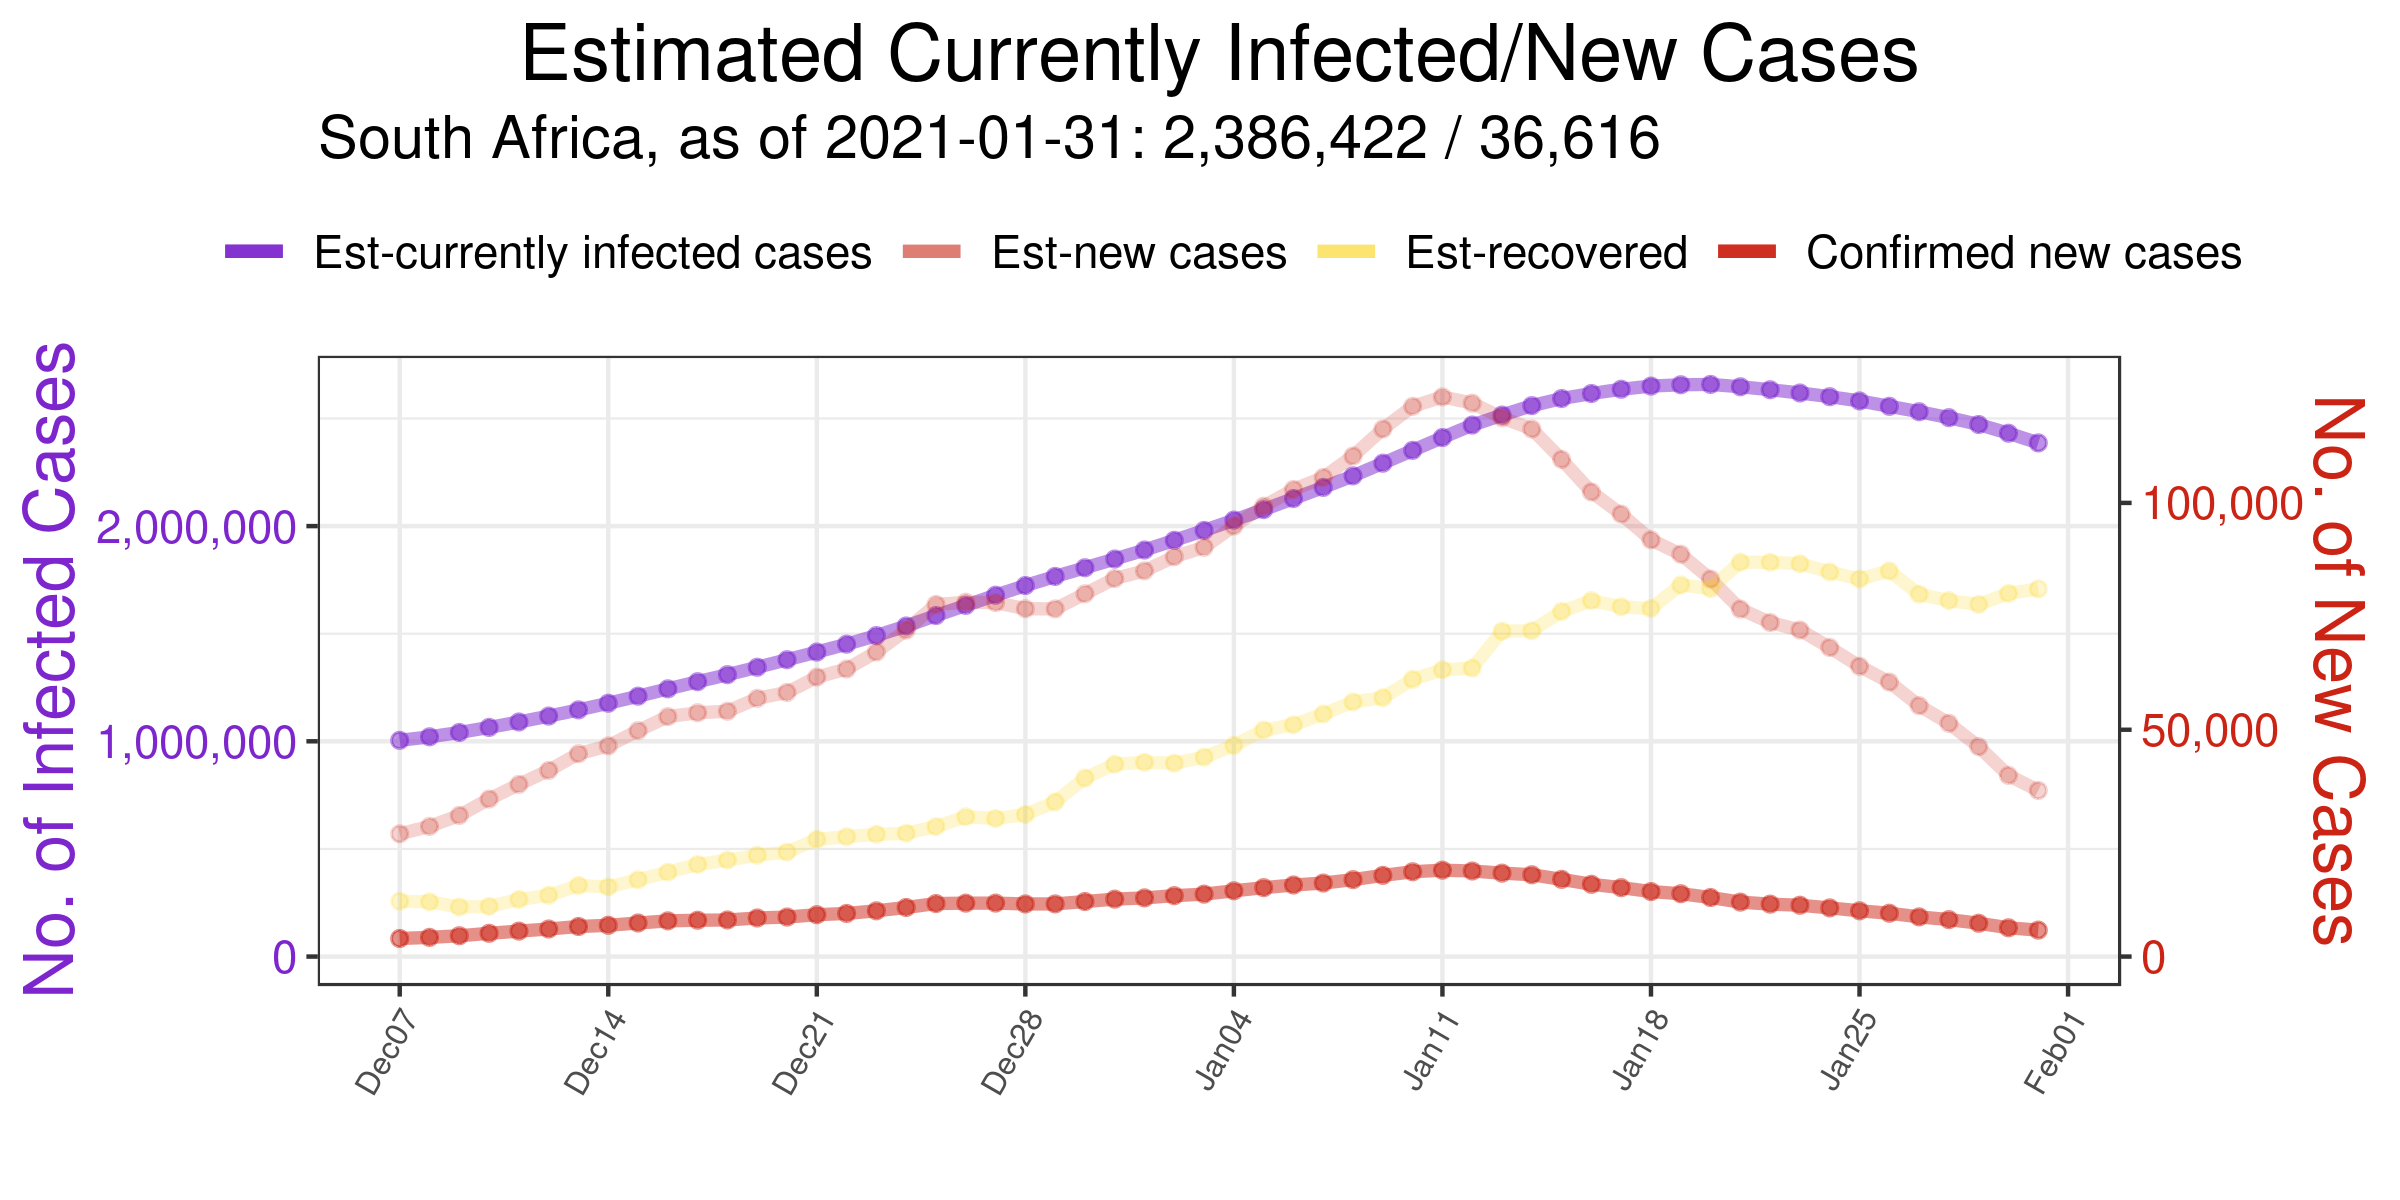 Estimated Currently Infected/New Cases
South Africa, as of 2021-01-31: 2,386,422 / 36,616
Est-currently infected cases Est-new cases Est-recovered Confirmed new cases
No. of Infected Cases
2,000,000
1,000,000
0
100,000
50,000
0
No. of New Cases
Dec07 Dec14 Dec21 Dec28 Jan04 Jan11 Jan18 Jan25 Feb01